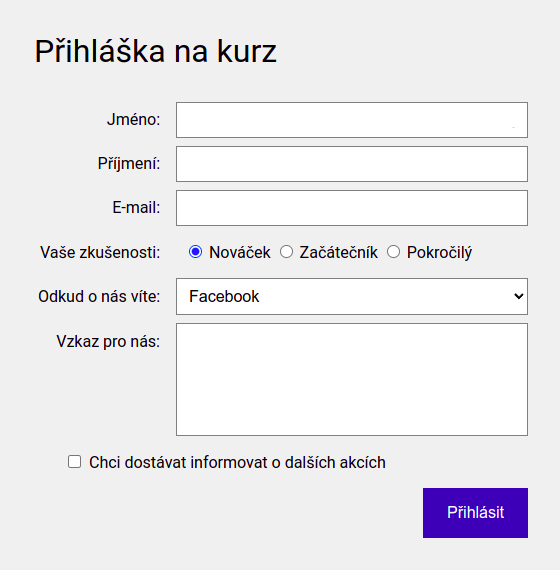 Přihláška na kurz
Jméno:
Příjmení:
E-mail:
Vaše zkušenosti: Nováček Začátečník Pokročilý
Odkud o nás víte: Facebook
Vzkaz pro nás:
Chci dostávat informovat o dalších akcích
Přihlásit